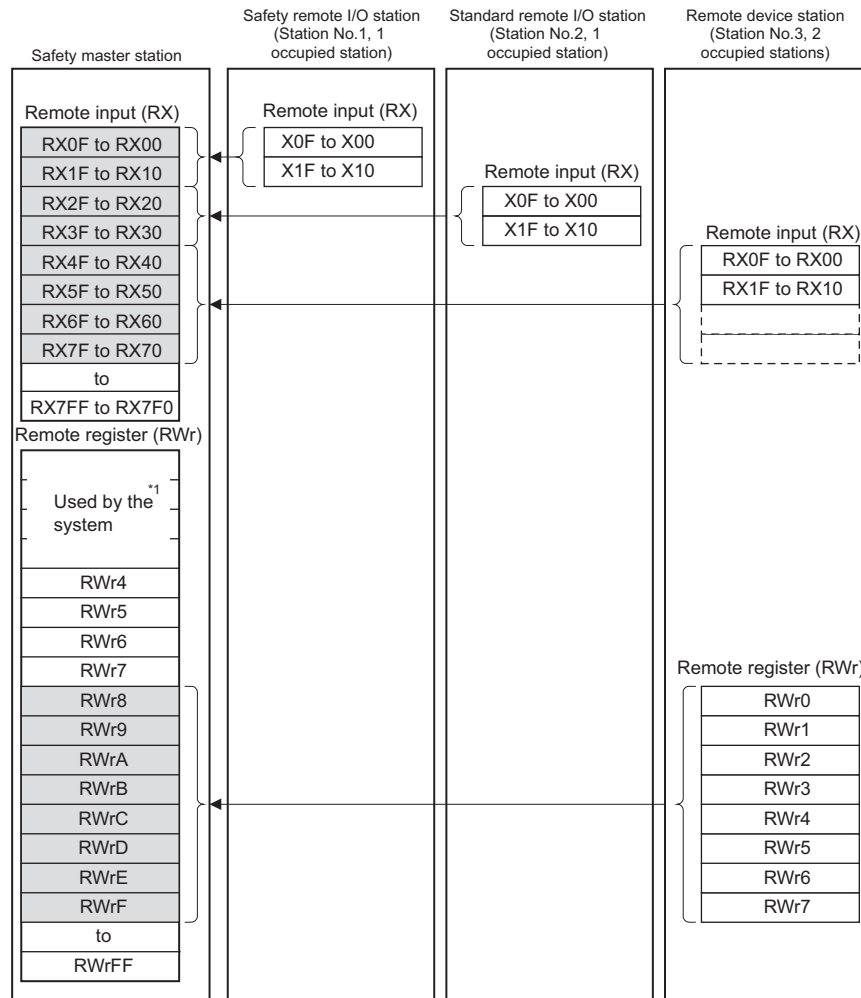 Safety master station
Safety remote I/O station
(Station No.1, 1
occupied station)
Standard remote I/O station
(Station No.2, 1
occupied station)
Remote device station
(Station No.3, 2
occupied stations)
Remote input (RX)
RX0F to RX00
RX1F to RX10
RX2F to RX20
RX3F to RX30
RX4F to RX40
RX5F to RX50
RX6F to RX60
RX7F to RX70
to
RX7FF to RX7F0
Remote register (RWr)
Used by the*1
system
RWr4
RWr5
RWr6
RWr7
RWr8
RWr9
RWrA
RWrB
RWrC
RWrD
RWrE
RWrF
to
RWrFF
Remote input (RX)
X0F to X00
X1F to X10
Remote input (RX)
X0F to X00
X1F to X10
Remote input (RX)
RX0F to RX00
RX1F to RX10
Remote register (RWr)
RWr0
RWr1
RWr2
RWr3
RWr4
RWr5
RWr6
RWr7